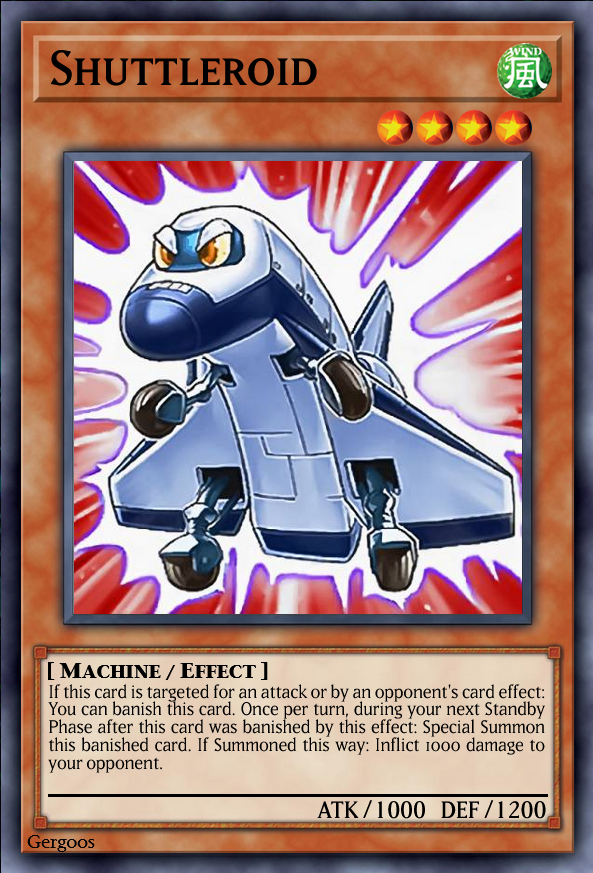 Shuttleroid
WIND
風
[ Machine / Effect ]
If this card is targeted for an attack or by an opponent's card effect:
You can banish this card. Once per turn, during your next Standby
Phase after this card was banished by this effect: Special Summon
this banished card. If Summoned this way: Inflict 1000 damage to
your opponent.
ATK/1000 DEF/1200
Gergoos